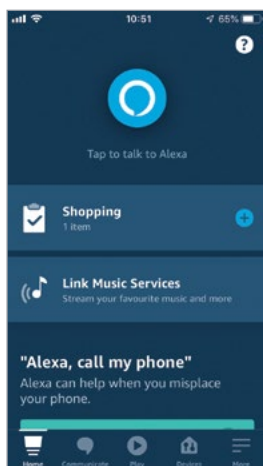 10:51
65%
?
Tap to talk to Alexa
Shopping
1 item
Link Music Services
Stream your favourite music and more
"Alexa, call my phone"
Alexa can help when you misplace
your phone.
Home Communicate Play Devices More